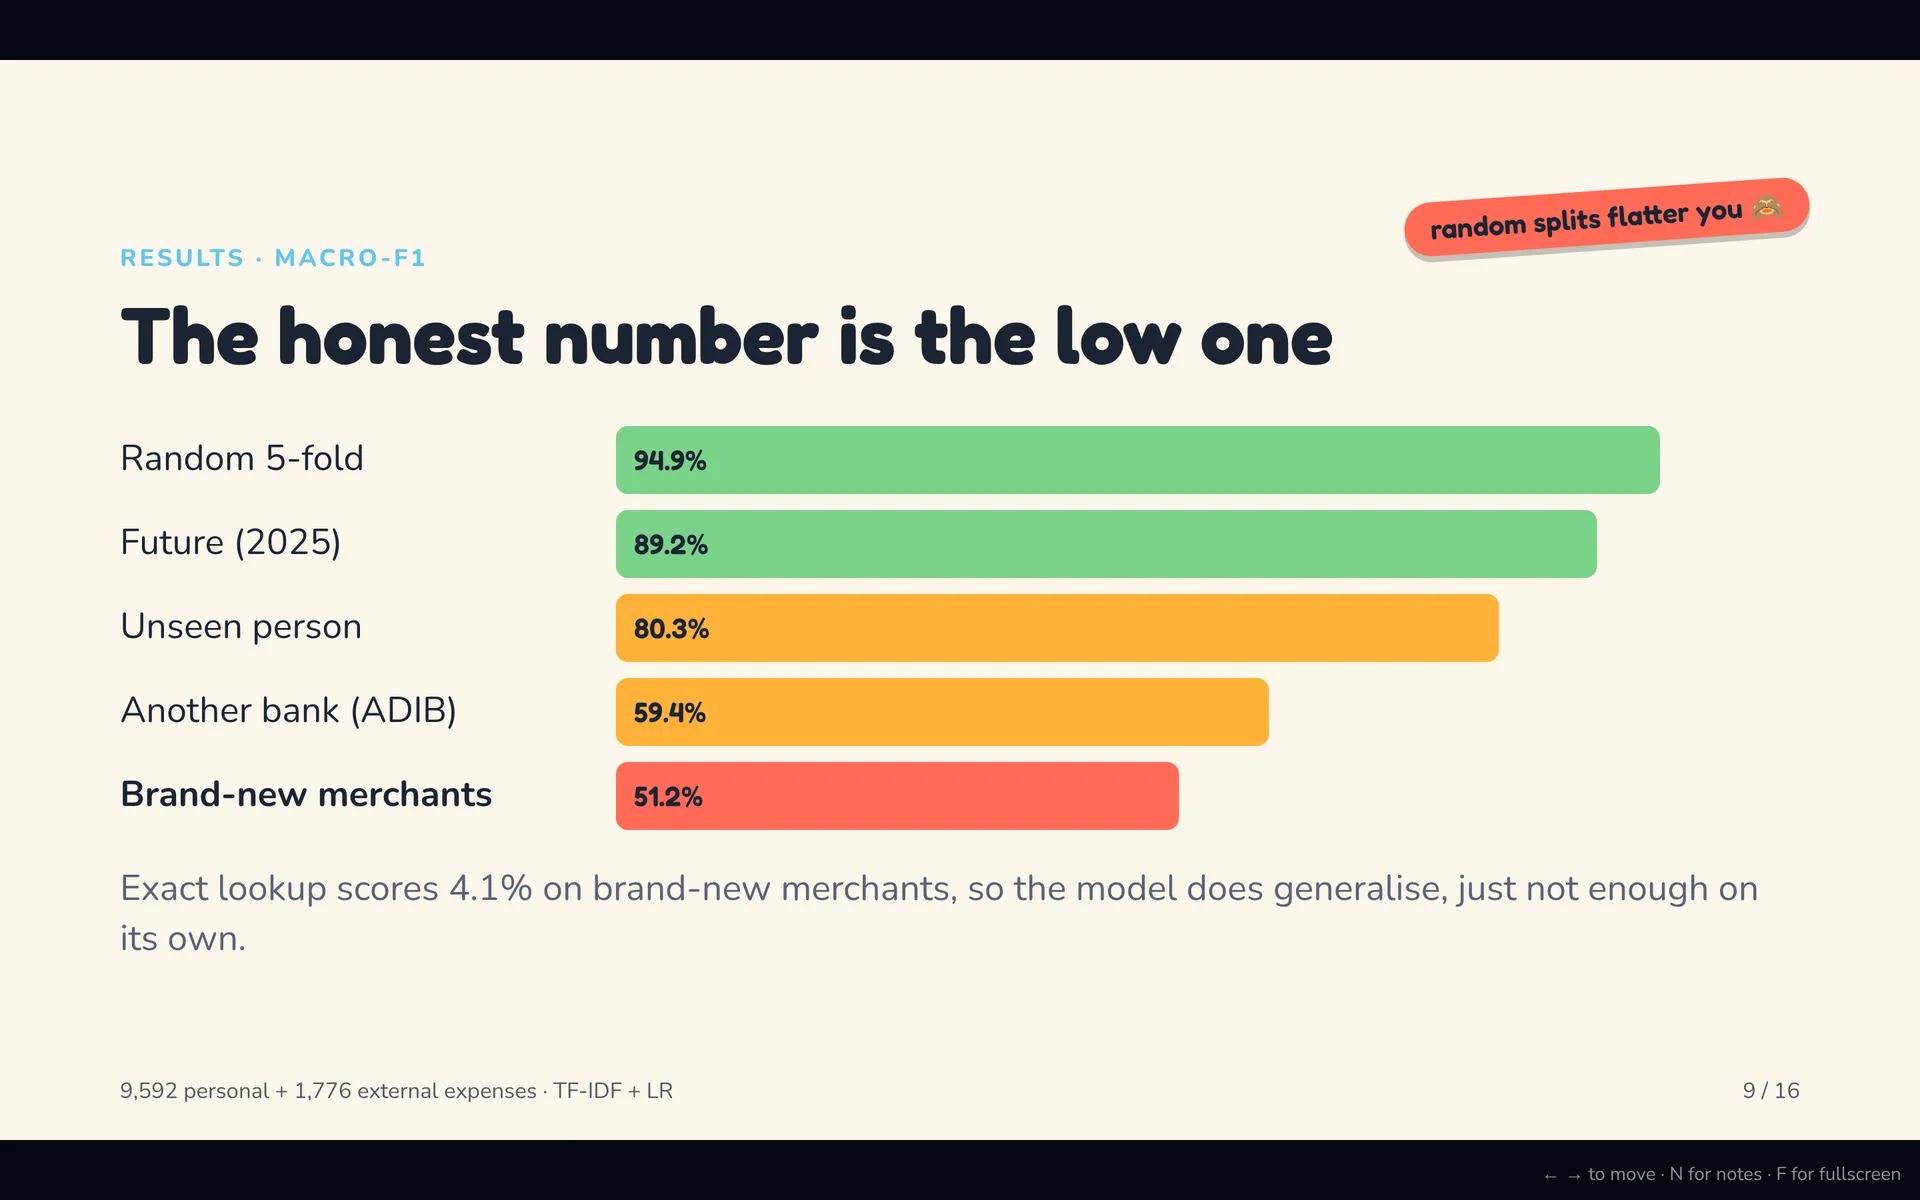 random splits flatter you 🙈
RESULTS · MACRO-F1
The honest number is the low one
Random 5-fold
94.9%
Future (2025)
89.2%
Unseen person
80.3%
Another bank (ADIB)
59.4%
Brand-new merchants
51.2%
Exact lookup scores 4.1% on brand-new merchants, so the model does generalise, just not enough on
its own.
9,592 personal + 1,776 external expenses · TF-IDF + LR
9 / 16
← → to move · N for notes · F for fullscreen